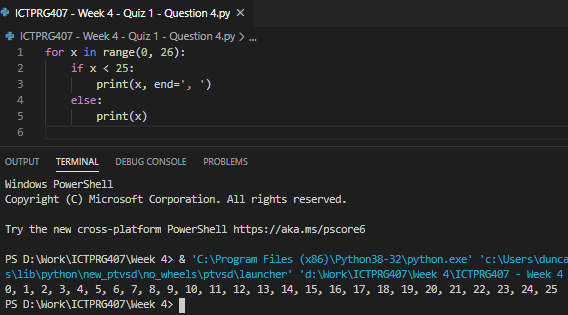 ICTPRG407 - Week 4 - Quiz 1 - Question 4.py ×
ICTPRG407 - Week 4 - Quiz 1 - Question 4.py > ...
1 for x in range(0, 26):
2 if x < 25:
3 print(x, end=', ')
4 else:
5 print(x)
6
OUTPUT TERMINAL DEBUG CONSOLE PROBLEMS
Windows PowerShell
Copyright (C) Microsoft Corporation. All rights reserved.
Try the new cross-platform PowerShell https://aka.ms/pscore6
PS D:\Work\ICTPRG407\Week 4> & 'C:\Program Files (x86)\Python38-32\python.exe' 'c:\Users\dunca
s\lib\python\new_ptvsd\no_wheels\ptvsd\launcher' 'd:\Work\ICTPRG407\Week 4\ICTPRG407 - Week 4
0, 1, 2, 3, 4, 5, 6, 7, 8, 9, 10, 11, 12, 13, 14, 15, 16, 17, 18, 19, 20, 21, 22, 23, 24, 25
PS D:\Work\ICTPRG407\Week 4>